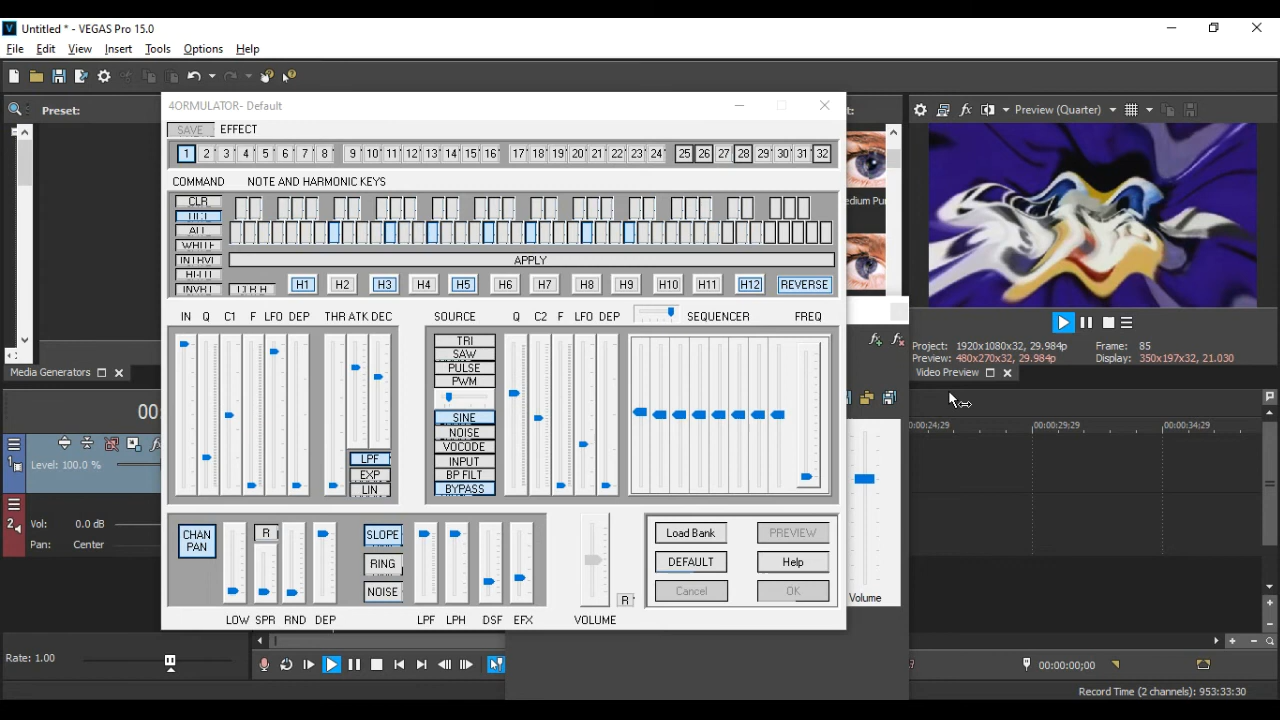 Untitled * - VEGAS Pro 15.0
File Edit View Insert Tools Options Help
Preset:
4ORMULATOR- Default
SAVE EFFECT
1 2 3 4 5 6 7 8 9 10 11 12 13 14 15 16 17 18 19 20 21 22 23 24 25 26 27 28 29 30 31 32
COMMAND NOTE AND HARMONIC KEYS
CLR
ALL
WHITE
APPLY
H1 H2 H3 H4 H5 H6 H7 H8 H9 H10 H11 H12 REVERSE
IN Q C1 F LFO DEP THR ATK DEC SOURCE Q C2 F LFO DEP SEQUENCER FREQ
TRI
SAW
PULSE
PWM
SINE
NOISE
VOCODE
INPUT
BP FILT
BYPASS
LPF
EXP
LIN
CHAN PAN
R
SLOPE
RING
NOISE
LOW SPR RND DEP LPF LPH DSF EFX VOLUME
R
Load Bank PREVIEW
DEFAULT Help
Cancel OK
edium Pu
Preview (Quarter)
Project: 1920x1080x32, 29.984p Frame: 85
Preview: 480x270x32, 29.984p Display: 350x197x32, 21.030
Video Preview
Media Generators
00:
0:00:24;29 00:00:29;29 00:00:34;29
1 Level: 100.0 %
2 Vol: 0.0 dB
Pan: Center
Volume
Rate: 1.00
00:00:00;00
Record Time (2 channels): 953:33:30